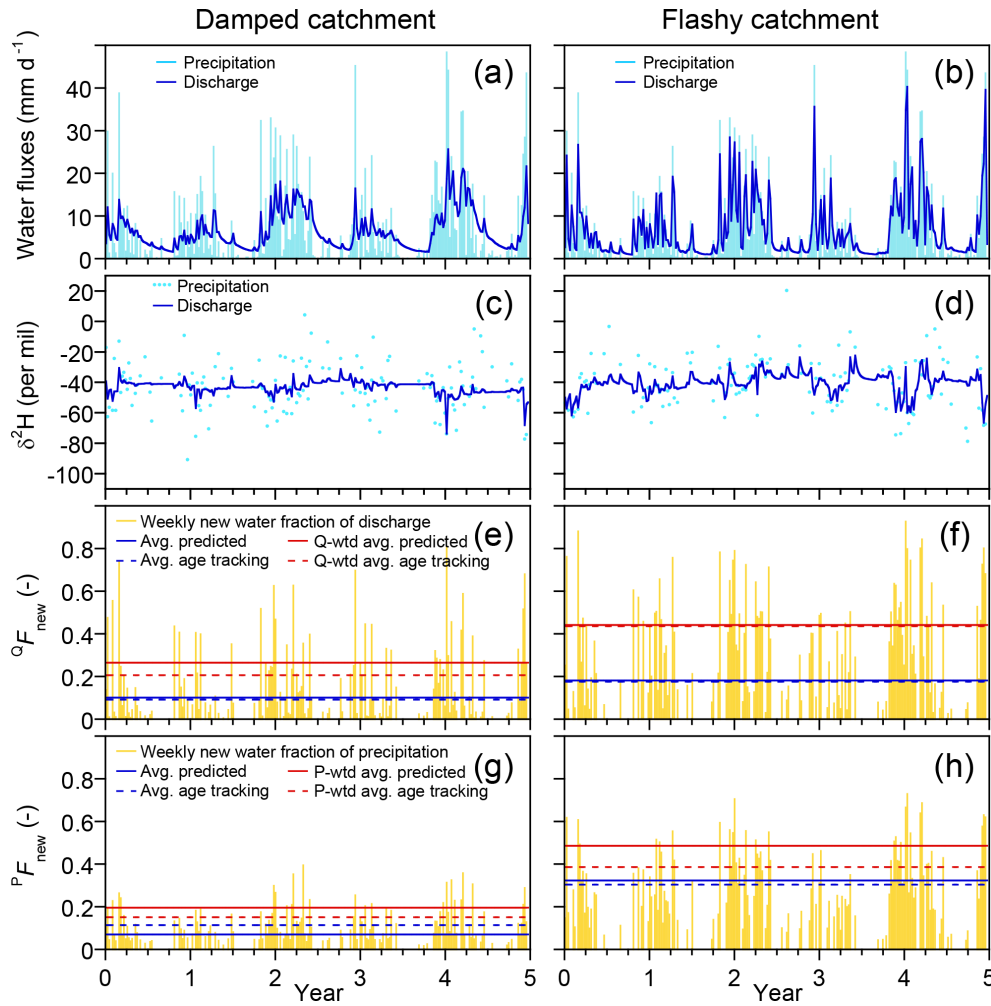 Damped catchment
Flashy catchment
Water fluxes (mm d⁻¹)
40
30
20
10
0
Precipitation
Discharge
(a)
Precipitation
Discharge
(b)
δ²H (per mil)
20
0
-20
-40
-60
-80
-100
Precipitation
Discharge
(c)
(d)
QFnew (-)
0.8
0.6
0.4
0.2
0
Weekly new water fraction of discharge
Avg. predicted
Q-wtd avg. predicted
Avg. age tracking
Q-wtd avg. age tracking
(e)
(f)
PFnew (-)
0.8
0.6
0.4
0.2
0
Weekly new water fraction of precipitation
Avg. predicted
P-wtd avg. predicted
Avg. age tracking
P-wtd avg. age tracking
(g)
(h)
0 1 2 3 4 5
0 1 2 3 4 5
Year
Year